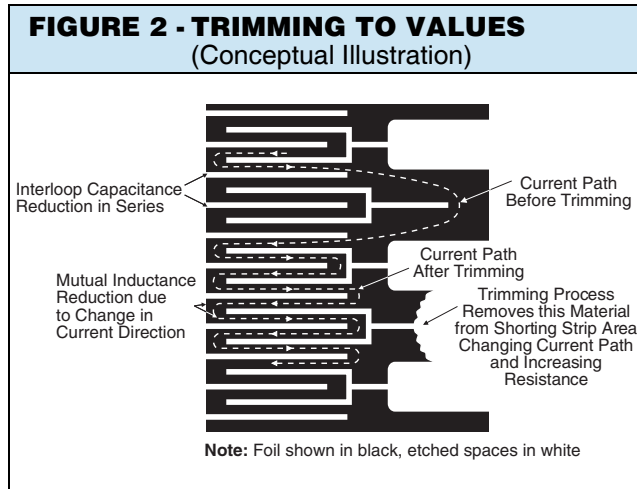 FIGURE 2 - TRIMMING TO VALUES
(Conceptual Illustration)
Interloop Capacitance
Reduction in Series
Current Path
Before Trimming
Mutual Inductance
Reduction due
to Change in
Current Direction
Current Path
After Trimming
Trimming Process
Removes this Material
from Shorting Strip Area
Changing Current Path
and Increasing
Resistance
Note: Foil shown in black, etched spaces in white